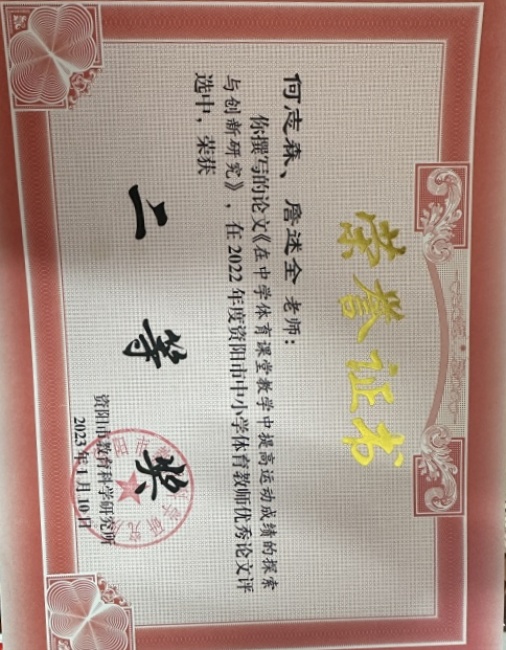 荣誉证书
何志森、詹述全 老师：
你撰写的论文《在中学体育课堂教学中提高运动成绩的探索
与创新研究》，在2022年度资阳市中小学体育教师优秀论文评
选中，荣获
二等奖
资阳市教育科学研究所
2023年1月10日